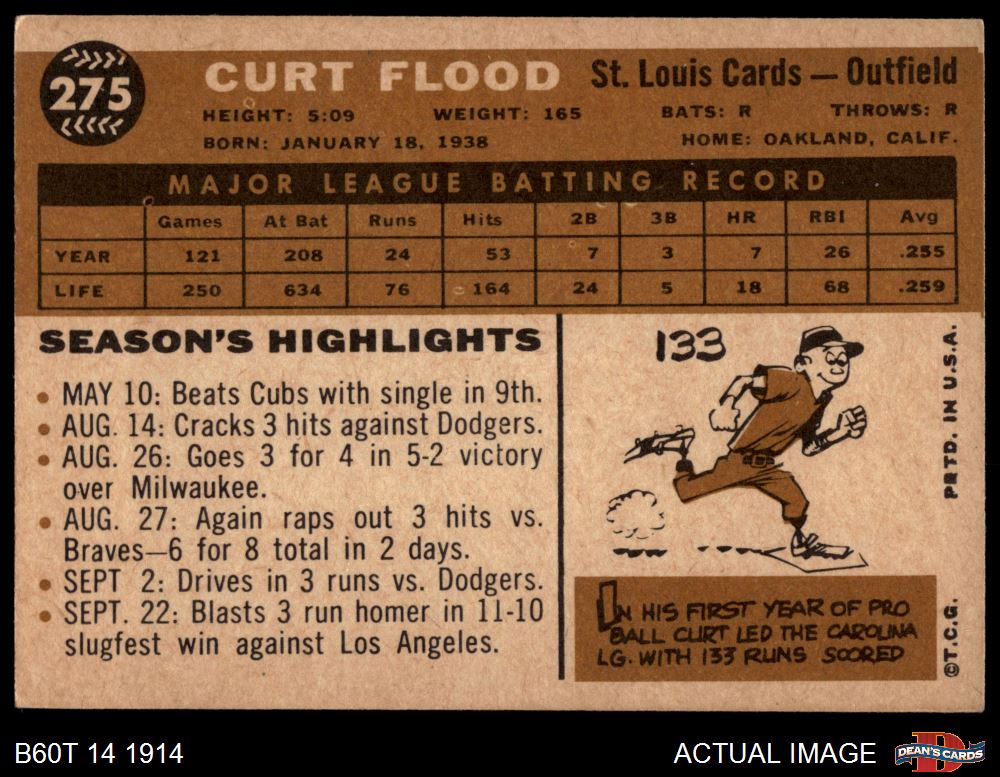 275
CURT FLOOD St. Louis Cards — Outfield
HEIGHT: 5:09 WEIGHT: 165 BATS: R THROWS: R
BORN: JANUARY 18, 1938 HOME: OAKLAND, CALIF.
MAJOR LEAGUE BATTING RECORD
Games At Bat Runs Hits 2B 3B HR RBI Avg
YEAR 121 208 24 53 7 3 7 26 .255
LIFE 250 634 76 164 24 5 18 68 .259
SEASON'S HIGHLIGHTS
• MAY 10: Beats Cubs with single in 9th.
• AUG. 14: Cracks 3 hits against Dodgers.
• AUG. 26: Goes 3 for 4 in 5-2 victory
over Milwaukee.
• AUG. 27: Again raps out 3 hits vs.
Braves—6 for 8 total in 2 days.
• SEPT 2: Drives in 3 runs vs. Dodgers.
• SEPT. 22: Blasts 3 run homer in 11-10
slugfest win against Los Angeles.
133
IN HIS FIRST YEAR OF PRO
BALL CURT LED THE CAROLINA
LG. WITH 133 RUNS SCORED
©T.C.G. PRTD. IN U.S.A.
B60T 14 1914 ACTUAL IMAGE
D
DEAN'S CARDS